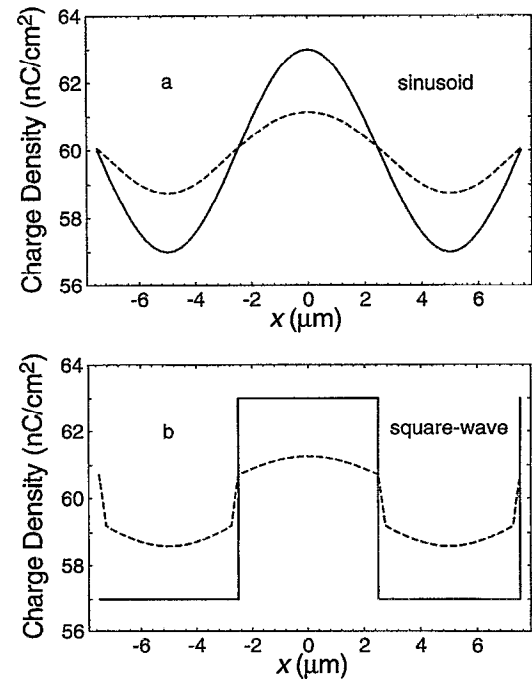 64
a
sinusoid
62
60
58
56
Charge Density (nC/cm²)
-6 -4 -2 0 2 4 6
x (μm)
64
b
square-wave
62
60
58
56
Charge Density (nC/cm²)
-6 -4 -2 0 2 4 6
x (μm)